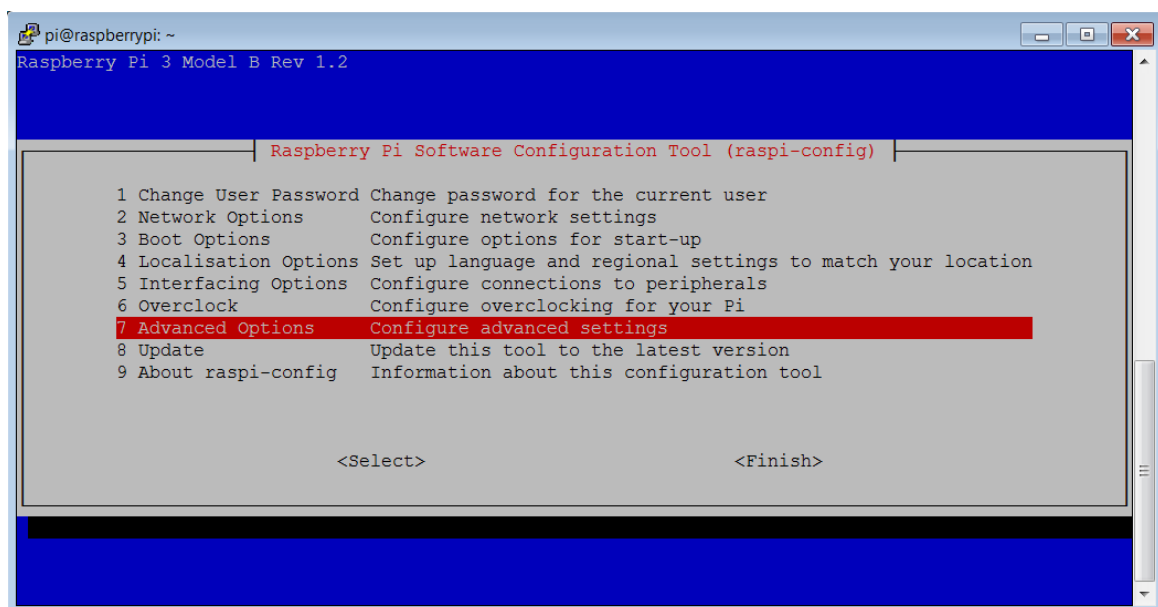 pi@raspberrypi: ~
Raspberry Pi 3 Model B Rev 1.2
Raspberry Pi Software Configuration Tool (raspi-config)
1 Change User Password Change password for the current user
2 Network Options Configure network settings
3 Boot Options Configure options for start-up
4 Localisation Options Set up language and regional settings to match your location
5 Interfacing Options Configure connections to peripherals
6 Overclock Configure overclocking for your Pi
7 Advanced Options Configure advanced settings
8 Update Update this tool to the latest version
9 About raspi-config Information about this configuration tool
<Select> <Finish>